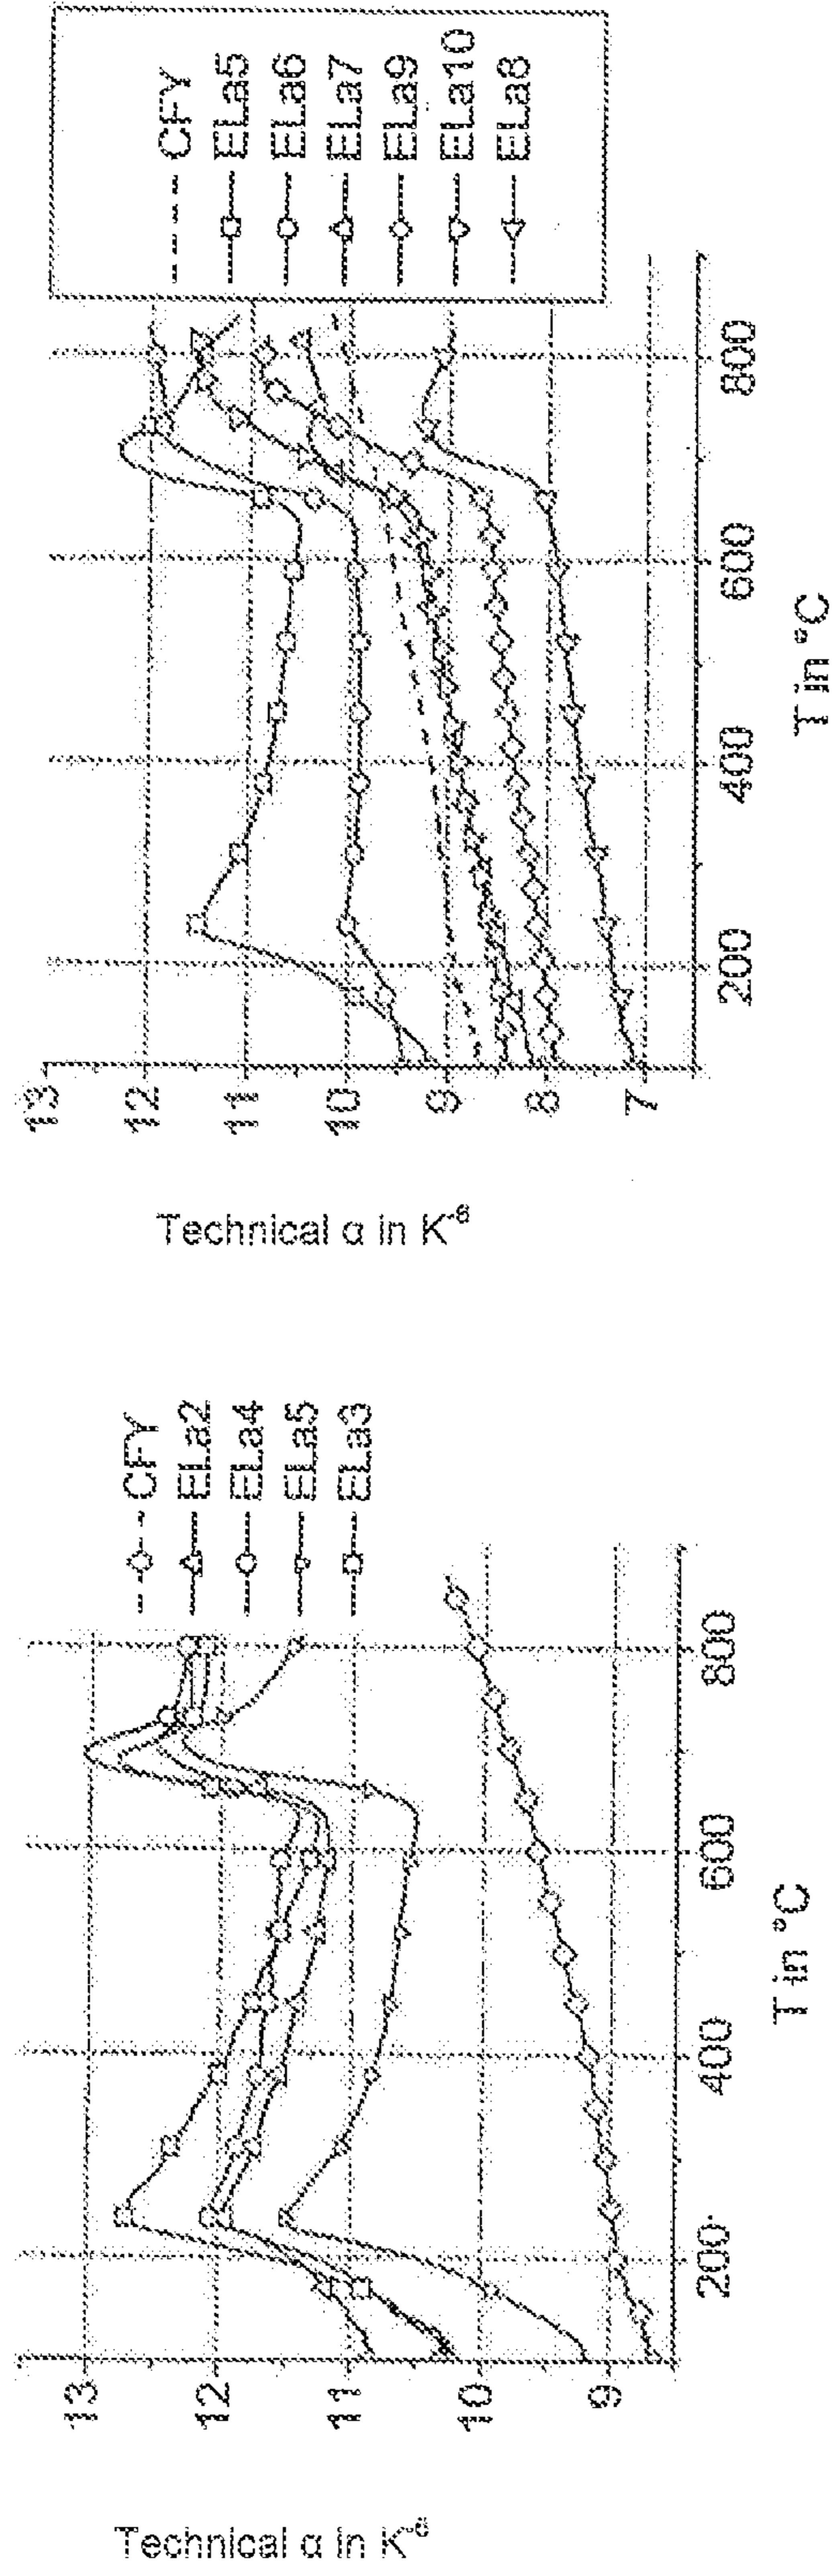 Technical α in K⁻⁶
13
12
11
10
9
200
400
600
800
T in °C
CFY
ELa2
ELa4
ELa5
ELa3
Technical α in K⁻⁶
13
12
11
10
9
8
7
200
400
600
800
T in °C
CFY
ELa5
ELa6
ELa7
ELa9
ELa10
ELa8